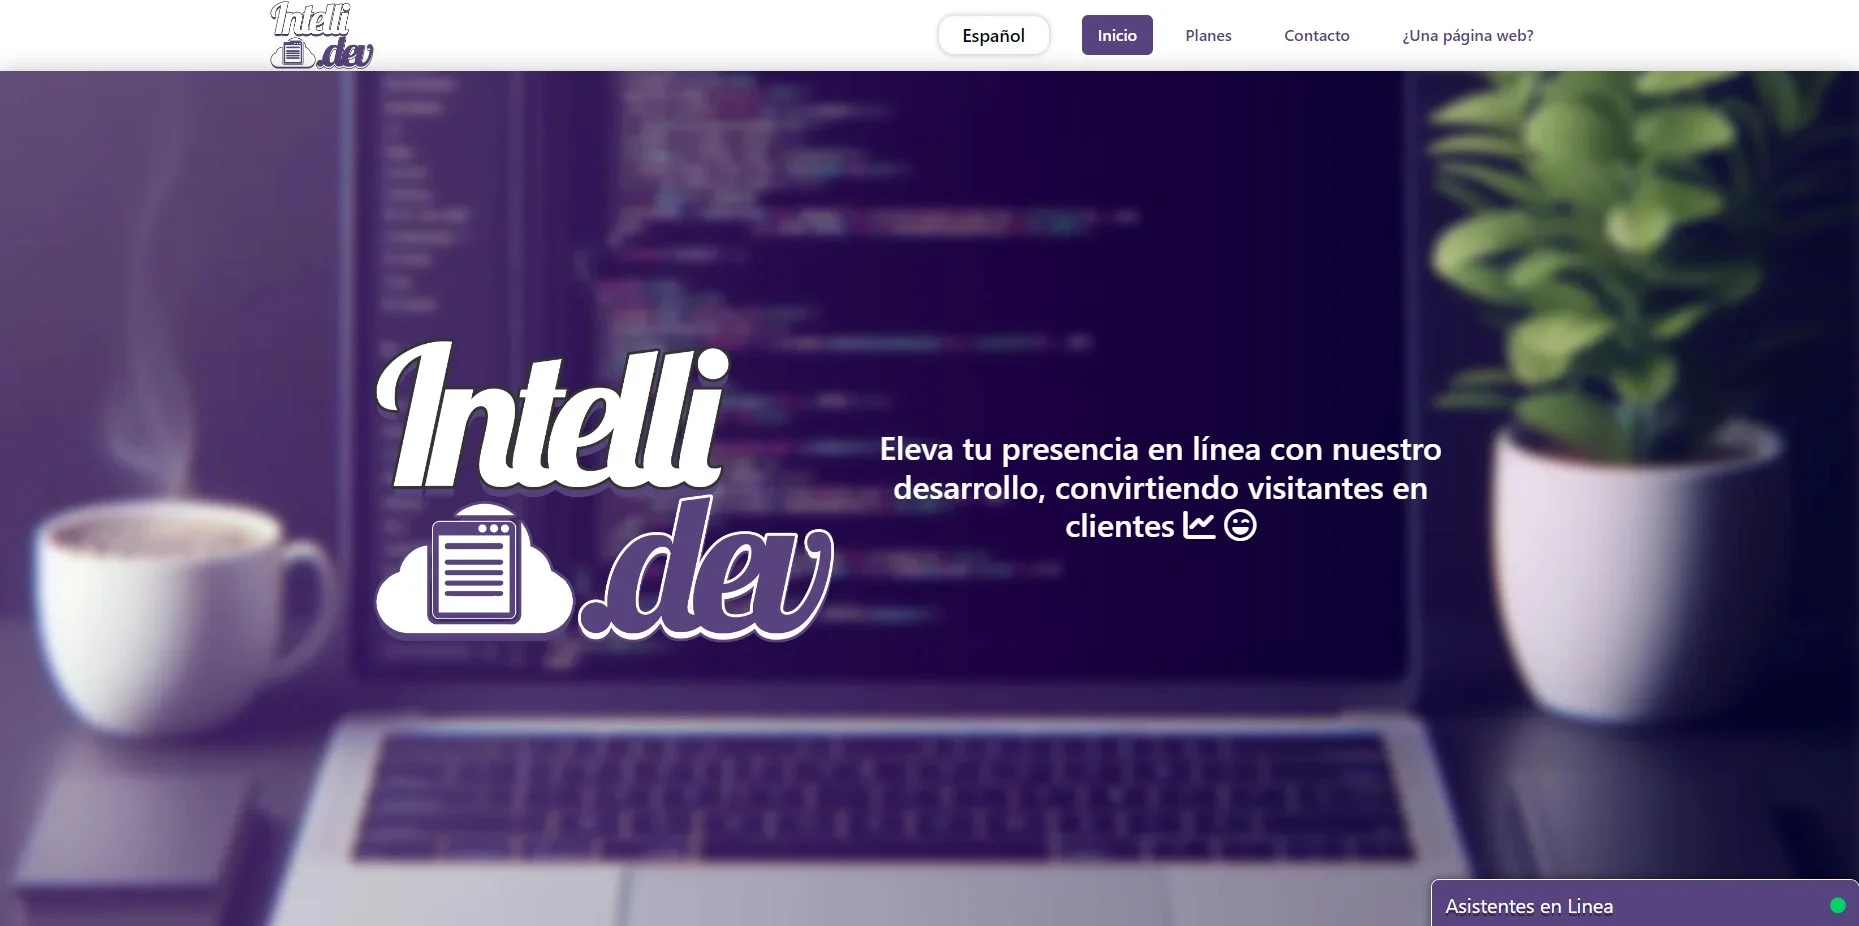 Intelli
.dev
Español
Inicio
Planes
Contacto
¿Una página web?
Intelli
.dev
Eleva tu presencia en línea con nuestro
desarrollo, convirtiendo visitantes en
clientes
Asistentes en Linea